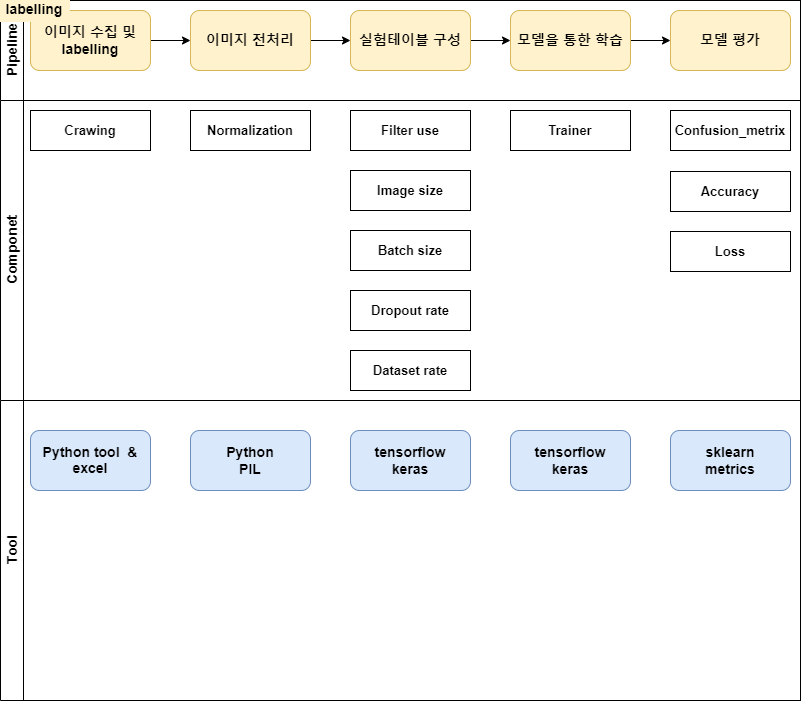 labelling
Pipeline
이미지 수집 및
labelling
이미지 전처리
실험테이블 구성
모델을 통한 학습
모델 평가
Componet
Crawing
Normalization
Filter use
Trainer
Confusion_metrix
Image size
Accuracy
Batch size
Loss
Dropout rate
Dataset rate
Tool
Python tool & 
excel
Python
PIL
tensorflow
keras
tensorflow
keras
sklearn
metrics